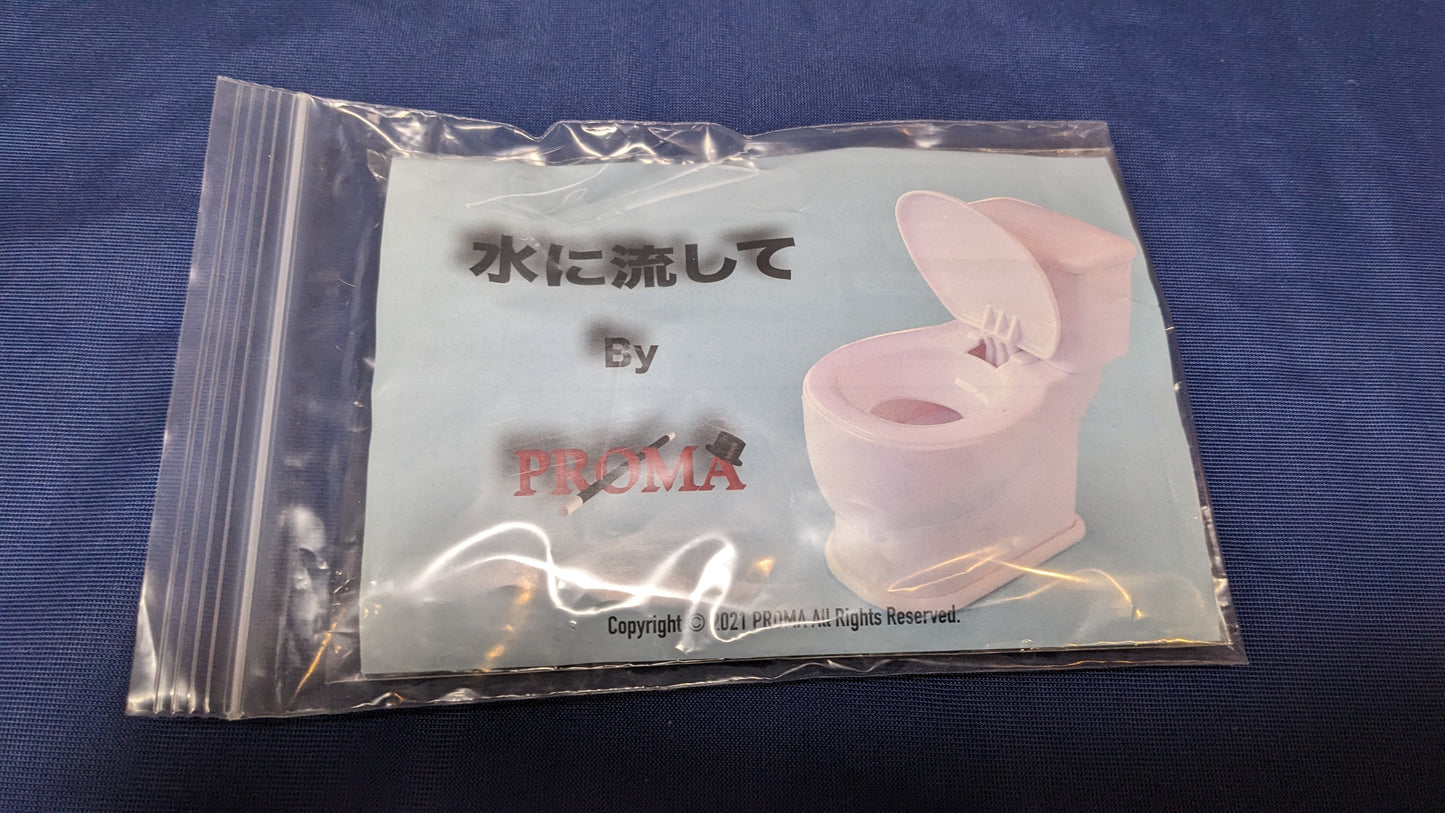 水に流して
By
PROMA
Copyright © 2021 PROMA All Rights Reserved.